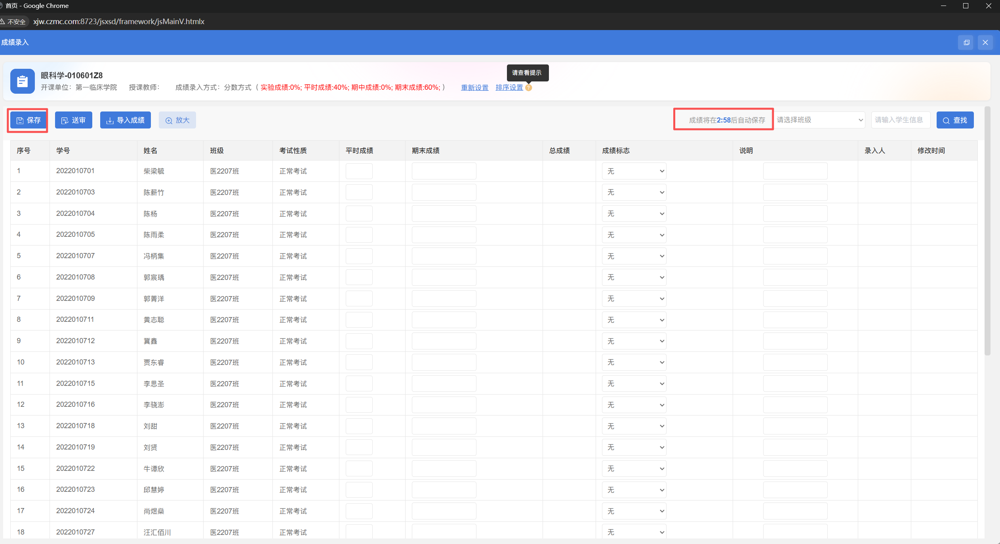 首页 - Google Chrome
不安全 xjw.czmc.com:8723/jsxsd/framework/jsMainV.htmlx
成绩录入
请查看提示
眼科学-010601Z8
开课单位：第一临床学院 授课教师： 成绩录入方式：分数方式（ 实验成绩:0%; 平时成绩:40%; 期中成绩:0%; 期末成绩:60%; ） 重新设置 排序设置 ?
保存 送审 导入成绩 放大 成绩将在2:58后自动保存 请选择班级 请输入学生信息 查找
序号 学号 姓名 班级 考试性质 平时成绩 期末成绩 总成绩 成绩标志 说明 录入人 修改时间
1 2022010701 柴梁毓 医2207班 正常考试 无
2 2022010703 陈薪竹 医2207班 正常考试 无
3 2022010704 陈杨 医2207班 正常考试 无
4 2022010705 陈雨柔 医2207班 正常考试 无
5 2022010707 冯柄集 医2207班 正常考试 无
6 2022010708 郭宸瑀 医2207班 正常考试 无
7 2022010709 郭菁洋 医2207班 正常考试 无
8 2022010711 黄志聪 医2207班 正常考试 无
9 2022010712 冀鑫 医2207班 正常考试 无
10 2022010713 贾东睿 医2207班 正常考试 无
11 2022010715 李思圣 医2207班 正常考试 无
12 2022010716 李骁澎 医2207班 正常考试 无
13 2022010718 刘甜 医2207班 正常考试 无
14 2022010719 刘贤 医2207班 正常考试 无
15 2022010722 牛谭欣 医2207班 正常考试 无
16 2022010723 邱慧婷 医2207班 正常考试 无
17 2022010724 尚煜燊 医2207班 正常考试 无
18 2022010727 汪汇佰川 医2207班 正常考试 无